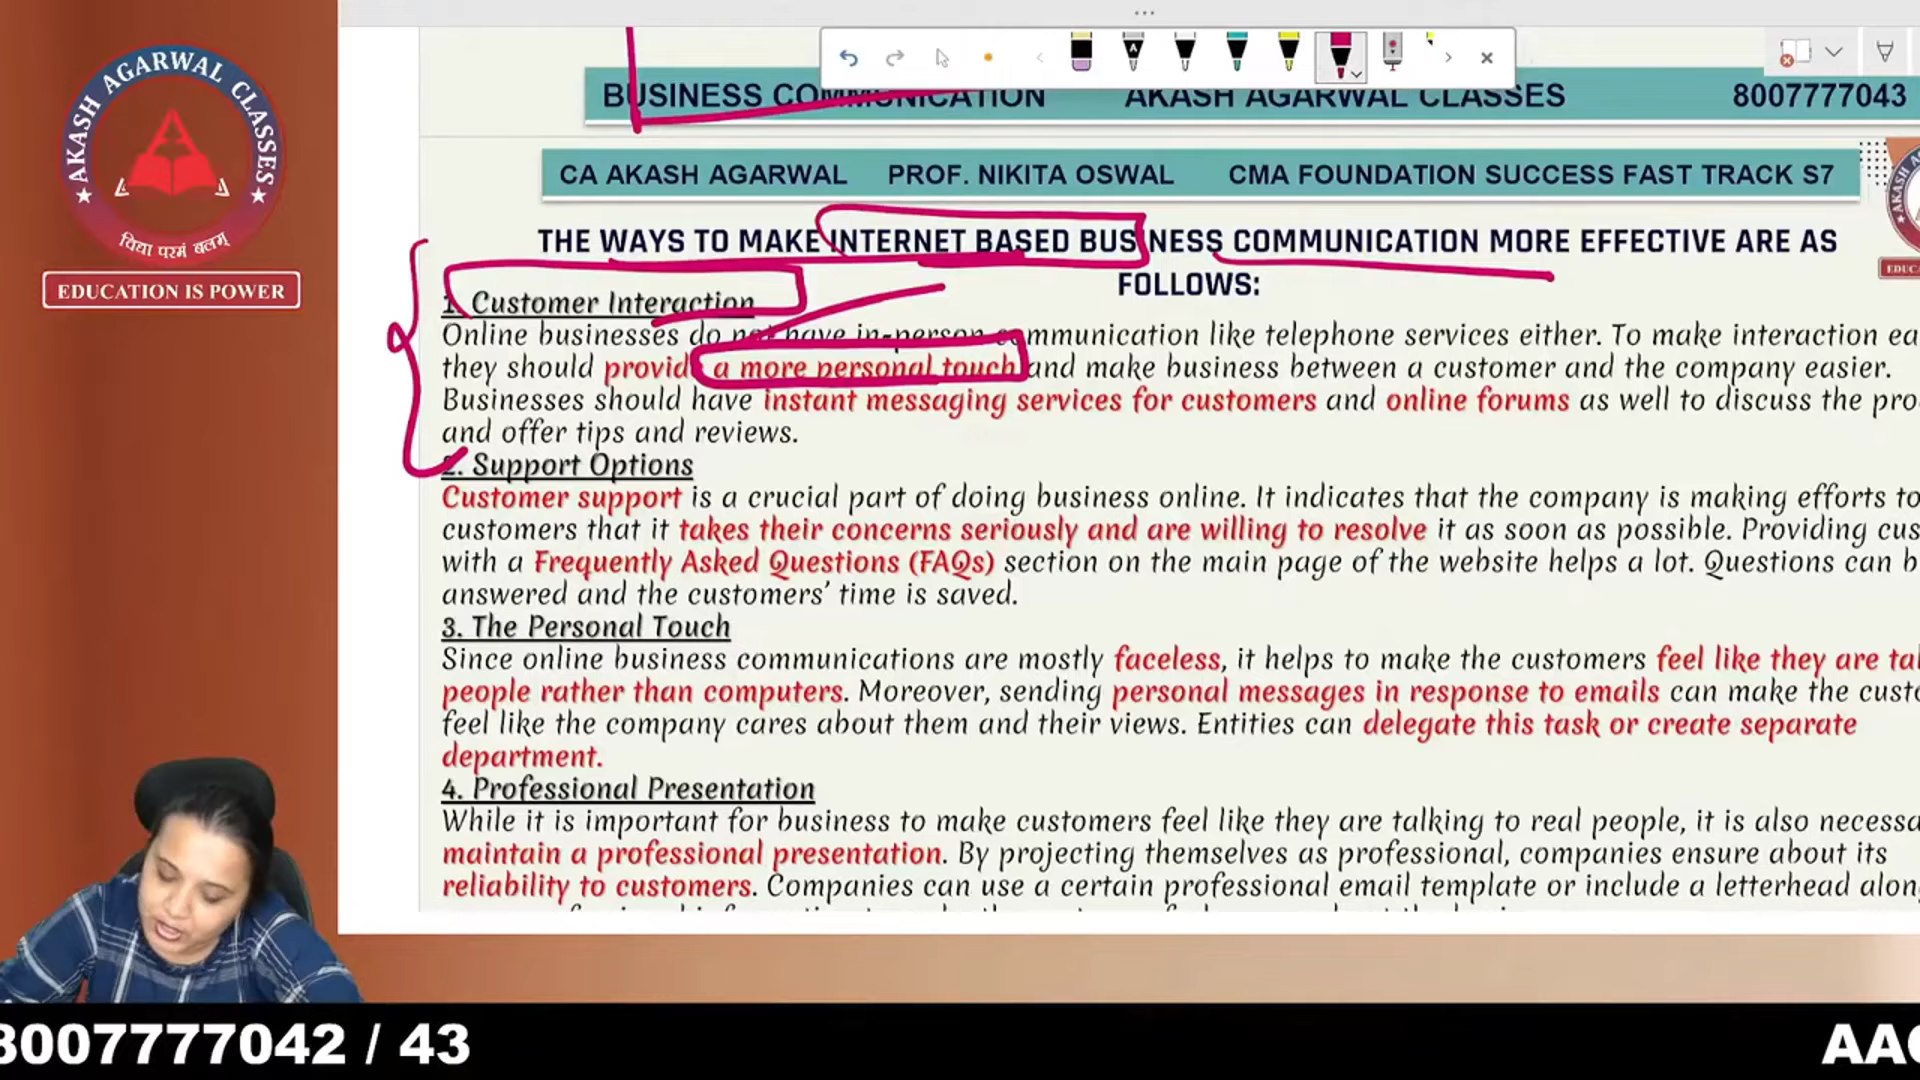 AKASH AGARWAL CLASSES
विद्या परमं बलम्
EDUCATION IS POWER
BUSINESS COMMUNICATION AKASH AGARWAL CLASSES 8007777043
CA AKASH AGARWAL PROF. NIKITA OSWAL CMA FOUNDATION SUCCESS FAST TRACK S7
THE WAYS TO MAKE INTERNET BASED BUSINESS COMMUNICATION MORE EFFECTIVE ARE AS
FOLLOWS:
1. Customer Interaction
Online businesses do not have in-person communication like telephone services either. To make interaction ea
they should provide a more personal touch and make business between a customer and the company easier.
Businesses should have instant messaging services for customers and online forums as well to discuss the pro
and offer tips and reviews.
2. Support Options
Customer support is a crucial part of doing business online. It indicates that the company is making efforts to
customers that it takes their concerns seriously and are willing to resolve it as soon as possible. Providing cus
with a Frequently Asked Questions (FAQs) section on the main page of the website helps a lot. Questions can b
answered and the customers’ time is saved.
3. The Personal Touch
Since online business communications are mostly faceless, it helps to make the customers feel like they are tal
people rather than computers. Moreover, sending personal messages in response to emails can make the custo
feel like the company cares about them and their views. Entities can delegate this task or create separate
department.
4. Professional Presentation
While it is important for business to make customers feel like they are talking to real people, it is also necessa
maintain a professional presentation. By projecting themselves as professional, companies ensure about its
reliability to customers. Companies can use a certain professional email template or include a letterhead alon
8007777042 / 43
AAC